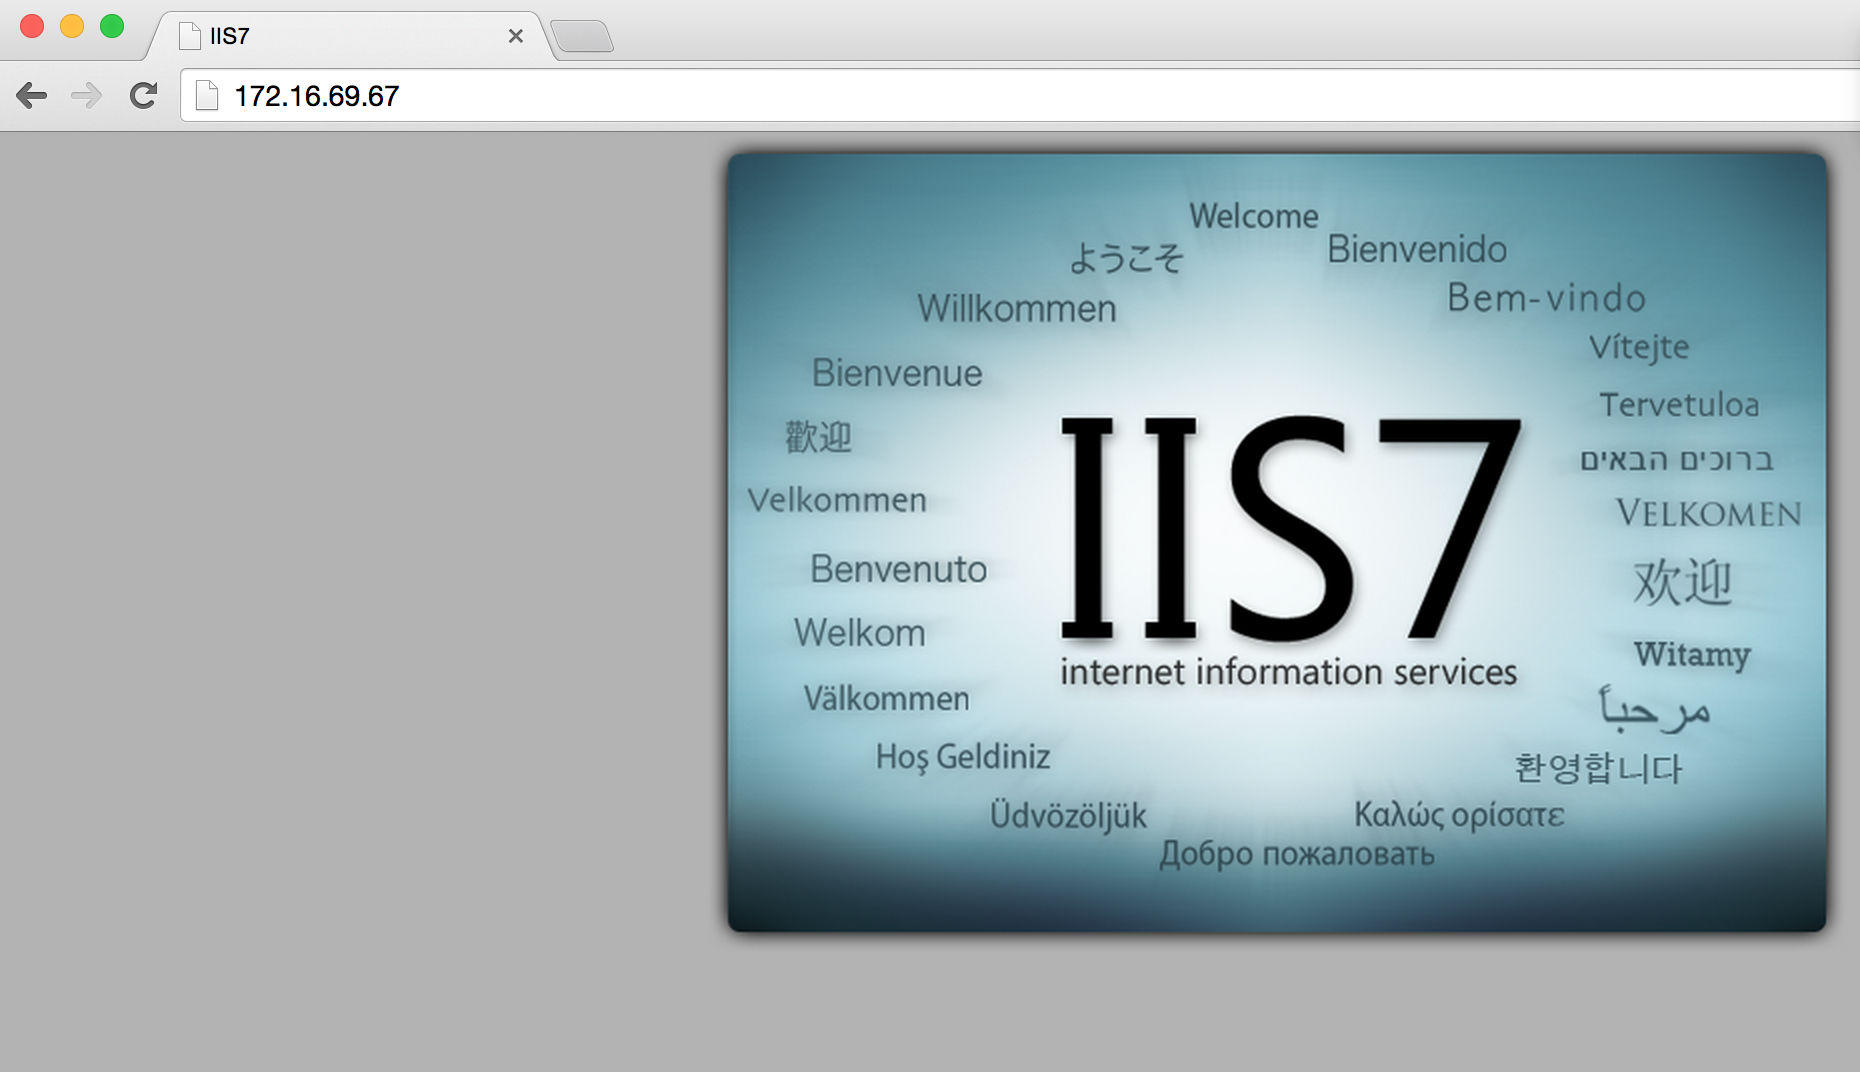 IIS7
172.16.69.67
Welcome
ようこそ
Bienvenido
Willkommen
Bem-vindo
Vítejte
Bienvenue
Tervetuloa
歡迎
ברוכים הבאים
Velkommen
VELKOMEN
IIS7
internet information services
Benvenuto
欢迎
Welkom
Witamy
Välkommen
مرحباً
Hoş Geldiniz
환영합니다
Üdvözöljük
Καλώς ορίσατε
Добро пожаловать